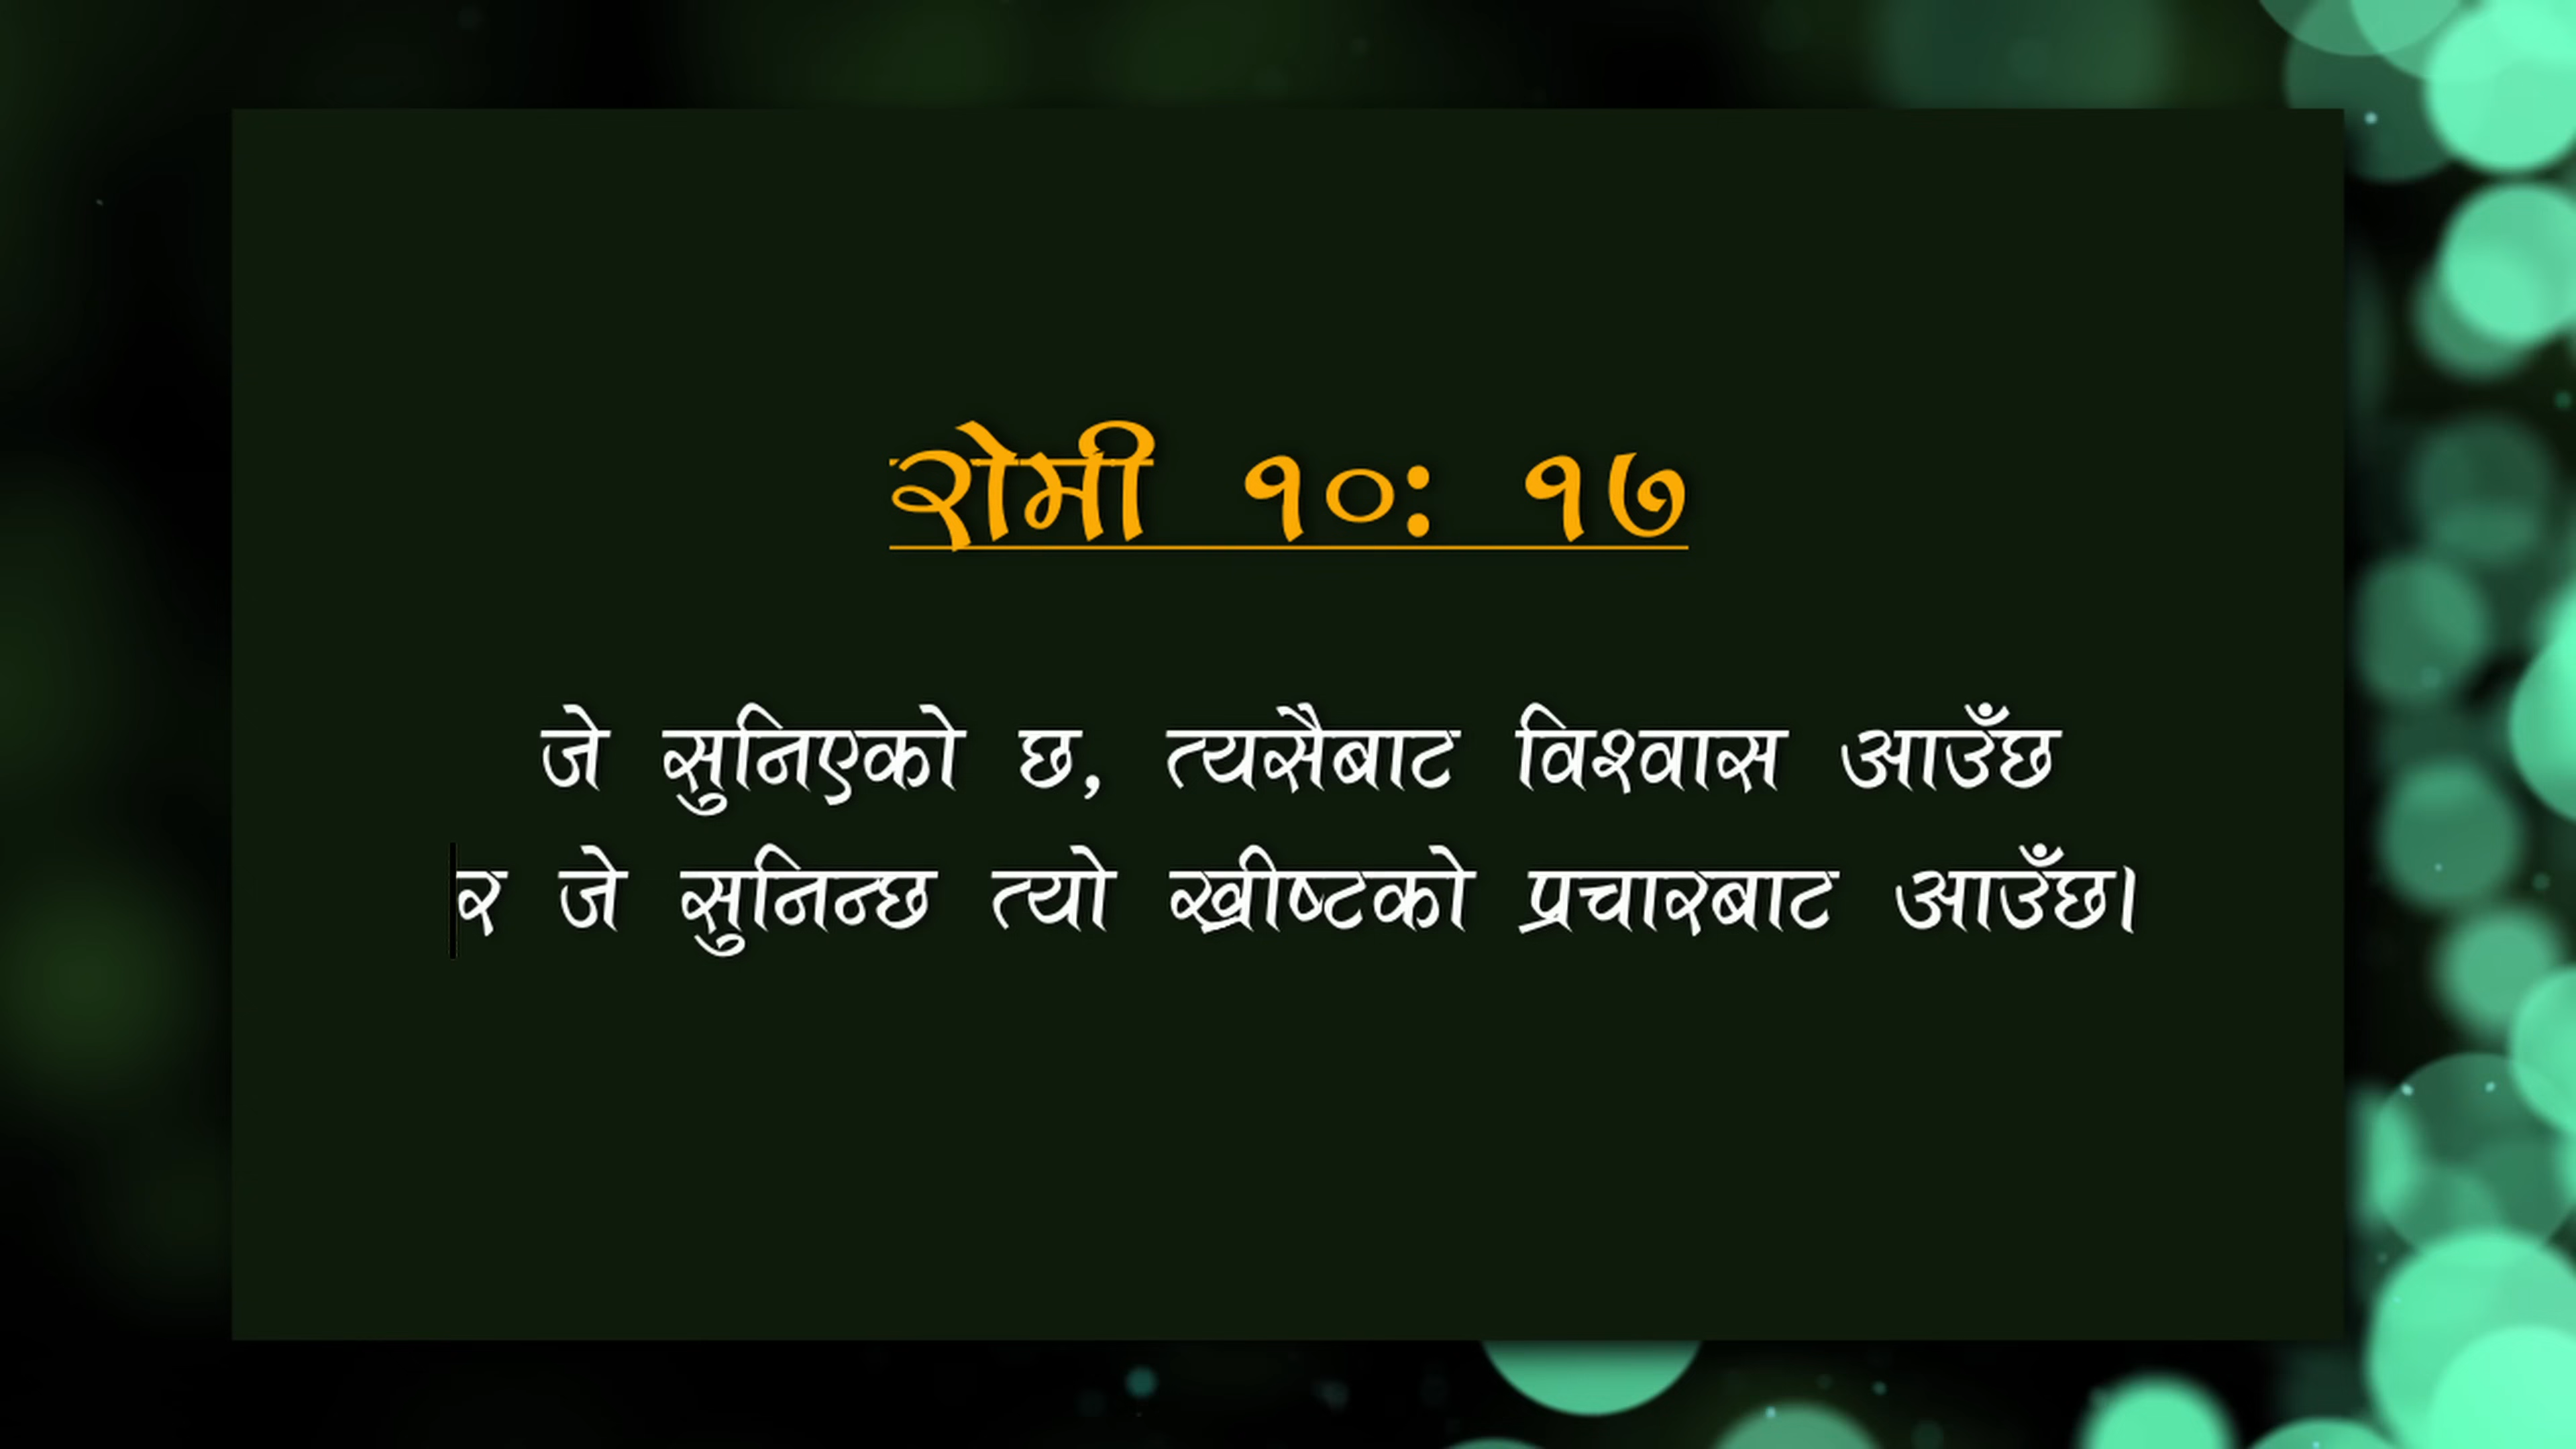 रोमी १०: १७
जे सुनिएको छ, त्यसैबाट विश्वास आउँछ
र जे सुनिन्छ त्यो ख्रीष्टको प्रचारबाट आउँछ।